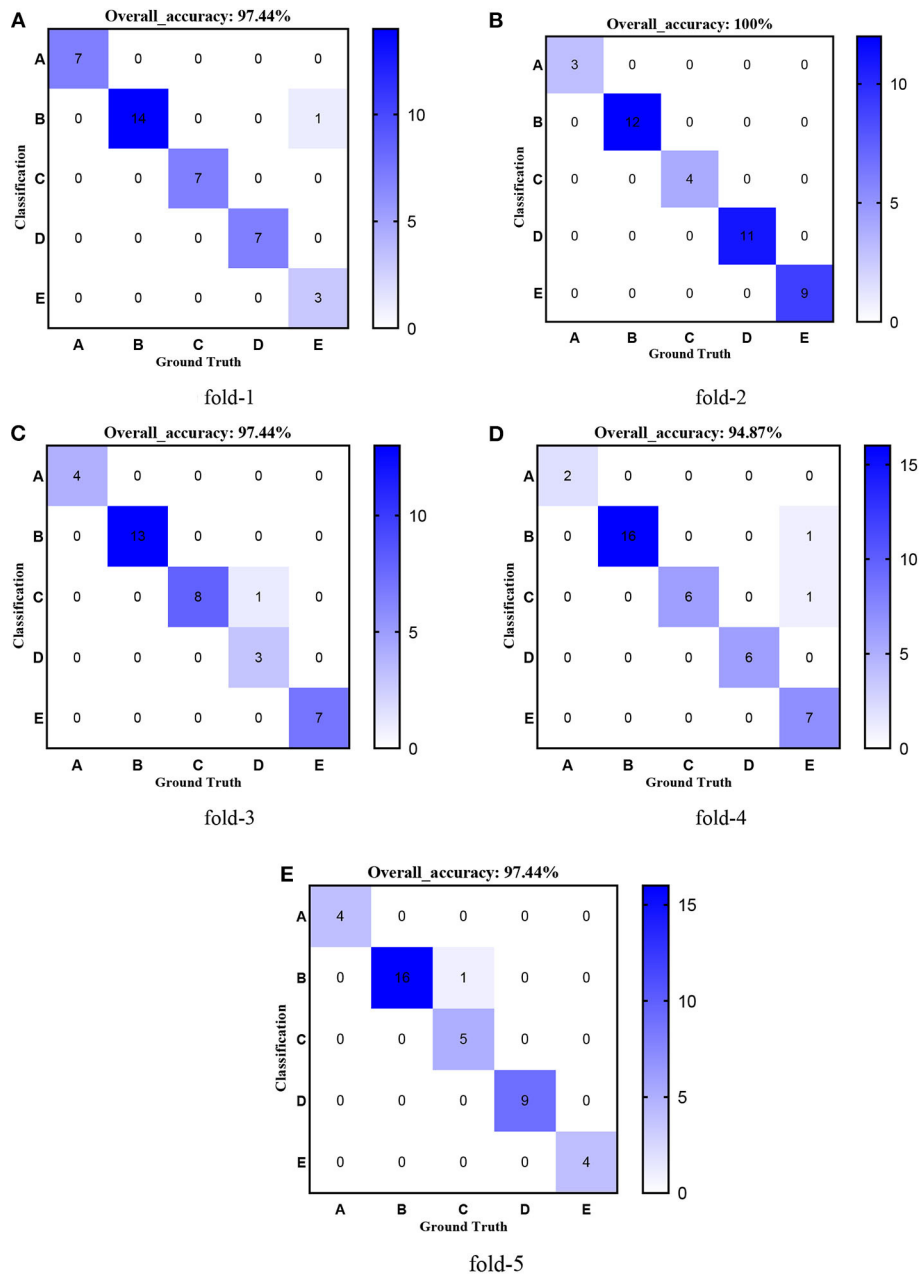 A
Overall_accuracy: 97.44%
A 7 0 0 0 0
B 0 14 0 0 1
C 0 0 7 0 0
D 0 0 0 7 0
E 0 0 0 0 3
A B C D E
Classification
Ground Truth
10
5
0
fold-1
B
Overall_accuracy: 100%
A 3 0 0 0 0
B 0 12 0 0 0
C 0 0 4 0 0
D 0 0 0 11 0
E 0 0 0 0 9
A B C D E
Classification
Ground Truth
10
5
0
fold-2
C
Overall_accuracy: 97.44%
A 4 0 0 0 0
B 0 13 0 0 0
C 0 0 8 1 0
D 0 0 0 3 0
E 0 0 0 0 7
A B C D E
Classification
Ground Truth
10
5
0
fold-3
D
Overall_accuracy: 94.87%
A 2 0 0 0 0
B 0 16 0 0 1
C 0 0 6 0 1
D 0 0 0 6 0
E 0 0 0 0 7
A B C D E
Classification
Ground Truth
15
10
5
0
fold-4
E
Overall_accuracy: 97.44%
A 4 0 0 0 0
B 0 16 1 0 0
C 0 0 5 0 0
D 0 0 0 9 0
E 0 0 0 0 4
A B C D E
Classification
Ground Truth
15
10
5
0
fold-5